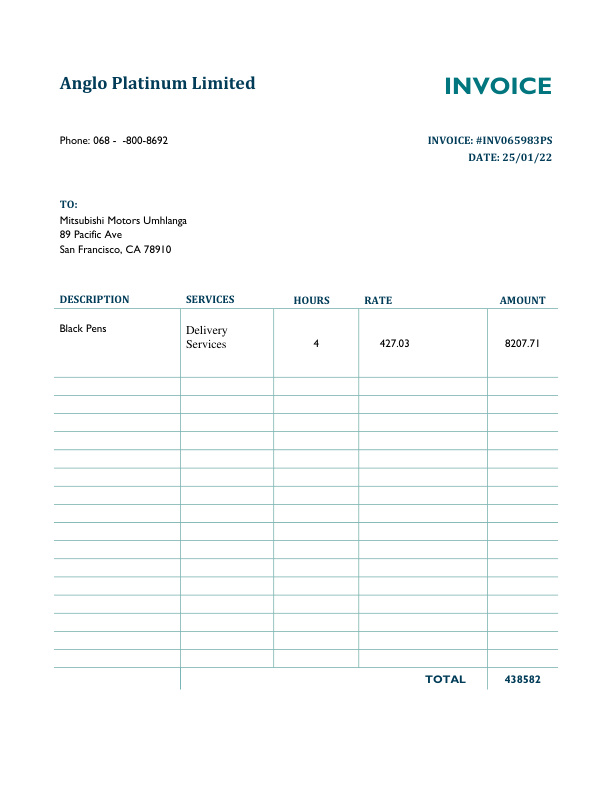 Anglo Platinum Limited
INVOICE
Phone: 068 -  -800-8692
INVOICE: #INV065983PS
DATE: 25/01/22
TO:
Mitsubishi Motors Umhlanga
89 Pacific Ave
San Francisco, CA 78910
DESCRIPTION SERVICES HOURS RATE AMOUNT
Black Pens Delivery
Services 4 427.03 8207.71
TOTAL 438582